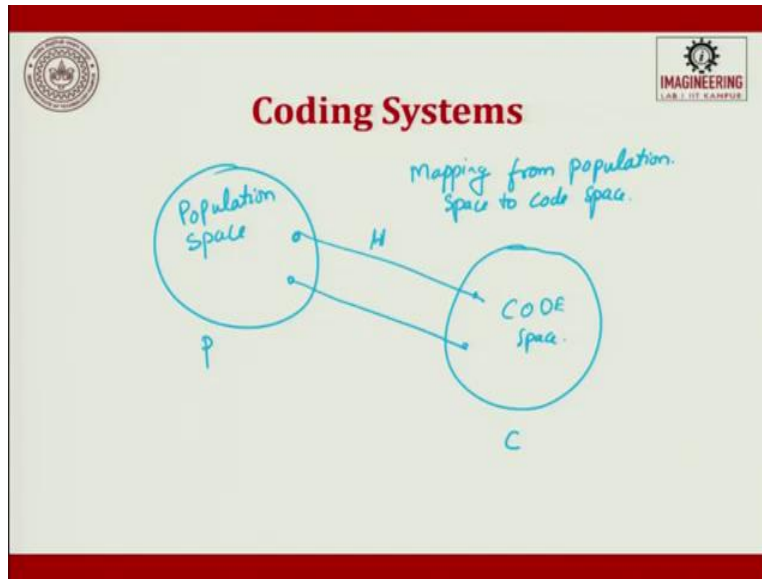 IMAGINEERING
LAB | IIT KANPUR
Coding Systems
Mapping from population.
Space to Code Space.
Population
Space
H
CODE
Space.
P
C